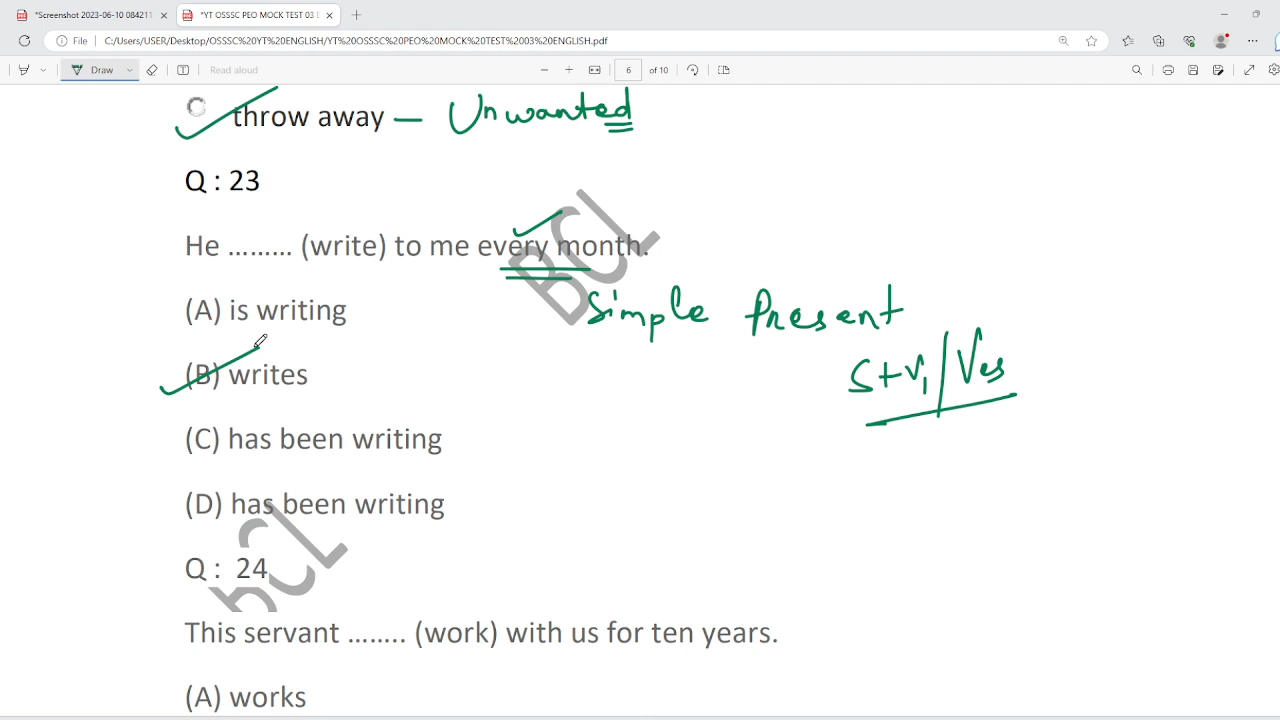 *Screenshot 2023-06-10 084211
*YT OSSSC PEO MOCK TEST 03 E
File
C:/Users/USER/Desktop/OSSSC%20YT%20ENGLISH/YT%20OSSSC%20PEO%20MOCK%20TEST%2003%20ENGLISH.pdf
Draw
Read aloud
6 of 10
throw away — Unwanted
Q : 23
He ......... (write) to me every month.
(A) is writing
Simple Present
(B) writes
S+V1/Ves
(C) has been writing
(D) has been writing
Q : 24
This servant ........ (work) with us for ten years.
(A) works
BCL
BCL